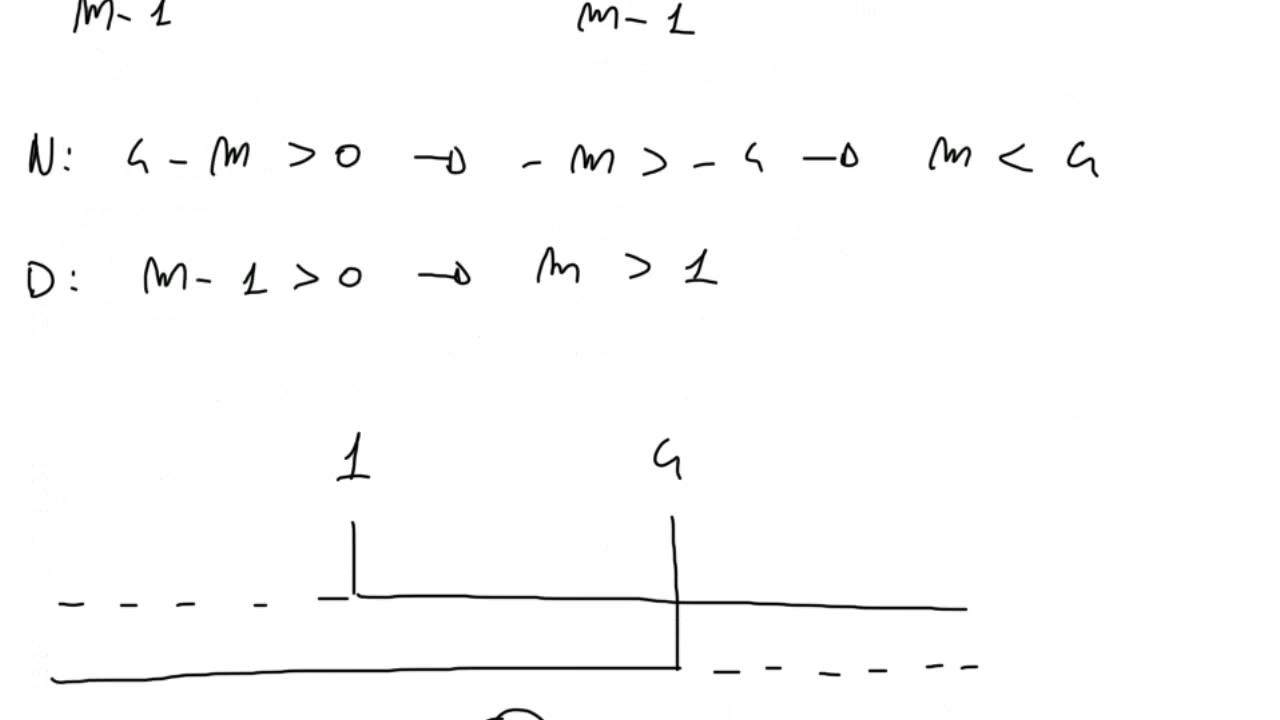 m-1 m-1
N: 4-m >0 → -m > -4 → m < 4
D: m-1 >0 → m > 1
1 4